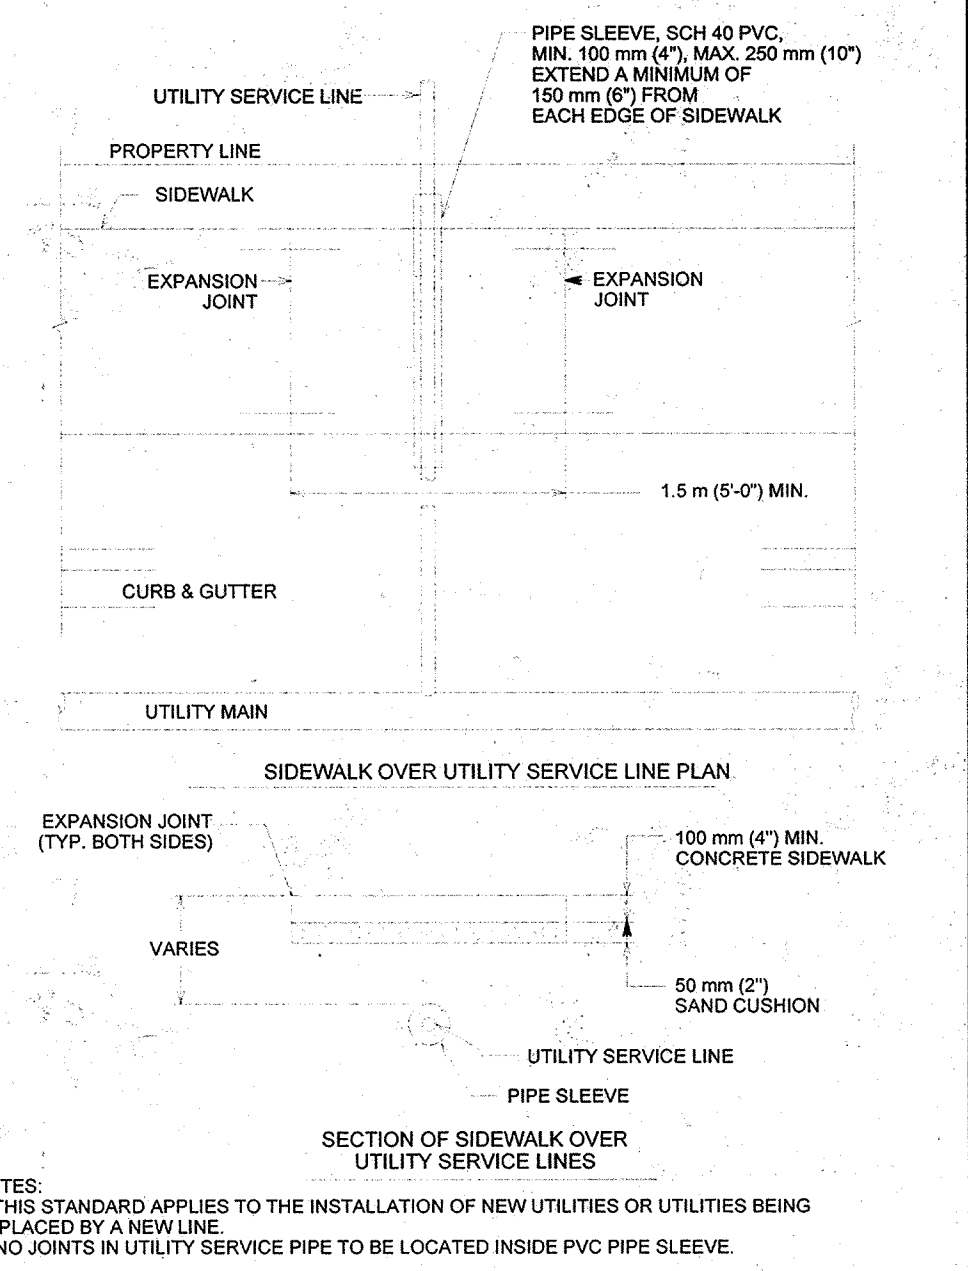 PIPE SLEEVE, SCH 40 PVC,
MIN. 100 mm (4"), MAX. 250 mm (10")
EXTEND A MINIMUM OF
150 mm (6") FROM
EACH EDGE OF SIDEWALK
UTILITY SERVICE LINE
PROPERTY LINE
SIDEWALK
EXPANSION
JOINT
EXPANSION
JOINT
1.5 m (5'-0") MIN.
CURB & GUTTER
UTILITY MAIN
SIDEWALK OVER UTILITY SERVICE LINE PLAN
EXPANSION JOINT
(TYP. BOTH SIDES)
100 mm (4") MIN.
CONCRETE SIDEWALK
VARIES
50 mm (2")
SAND CUSHION
UTILITY SERVICE LINE
PIPE SLEEVE
SECTION OF SIDEWALK OVER
UTILITY SERVICE LINES
TES:
THIS STANDARD APPLIES TO THE INSTALLATION OF NEW UTILITIES OR UTILITIES BEING
PLACED BY A NEW LINE.
NO JOINTS IN UTILITY SERVICE PIPE TO BE LOCATED INSIDE PVC PIPE SLEEVE.